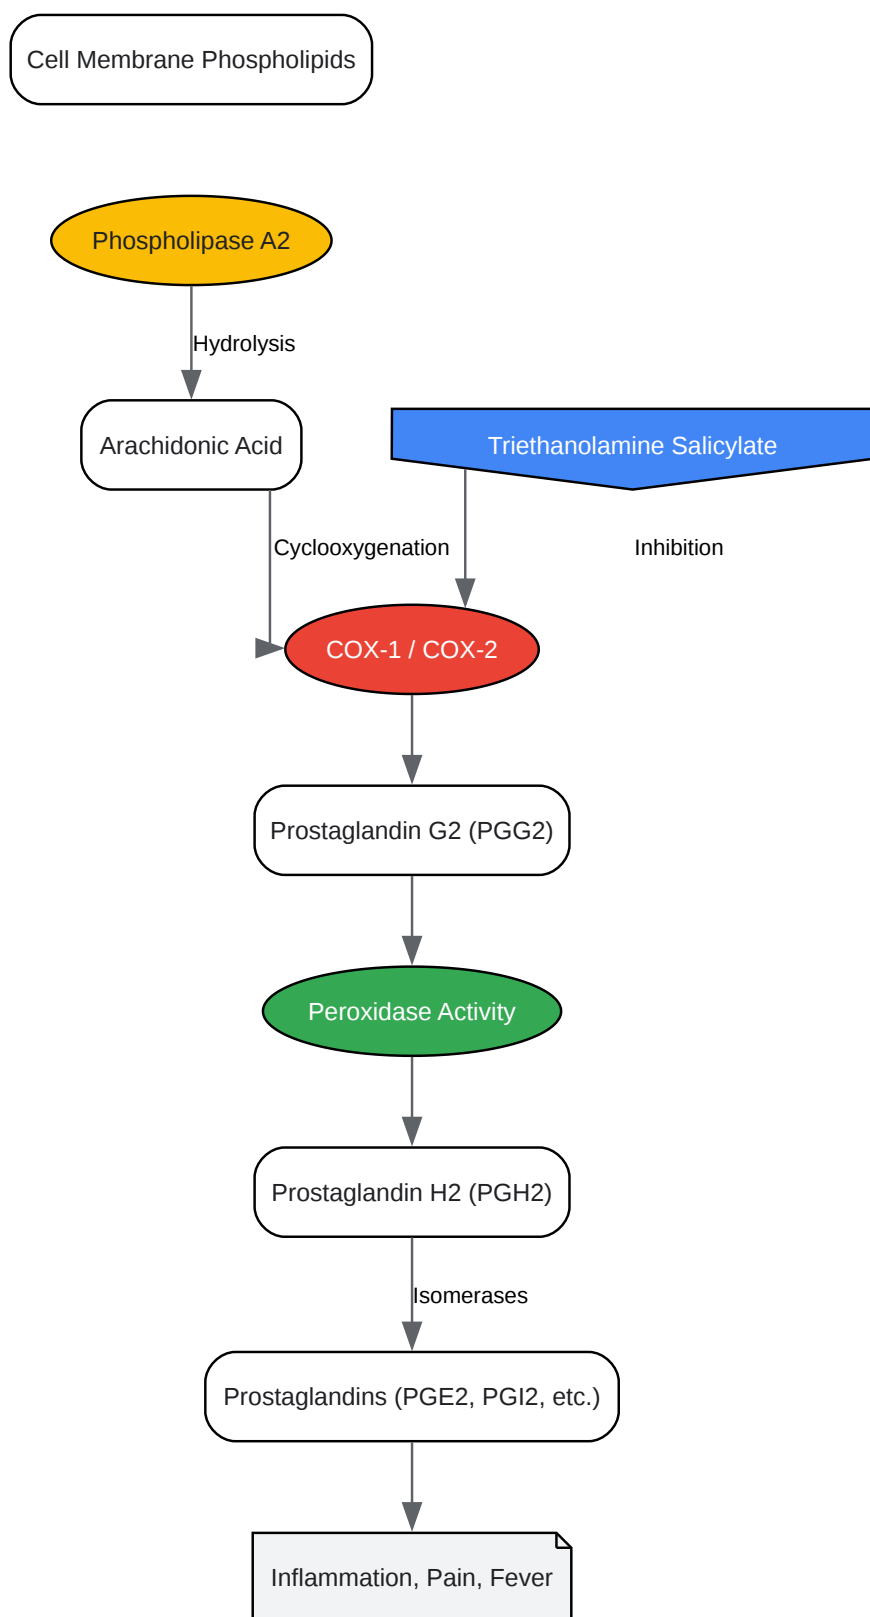 Cell Membrane Phospholipids
Phospholipase A2
Hydrolysis
Arachidonic Acid
Triethanolamine Salicylate
Cyclooxygenation
Inhibition
COX-1 / COX-2
Prostaglandin G2 (PGG2)
Peroxidase Activity
Prostaglandin H2 (PGH2)
Isomerases
Prostaglandins (PGE2, PGI2, etc.)
Inflammation, Pain, Fever